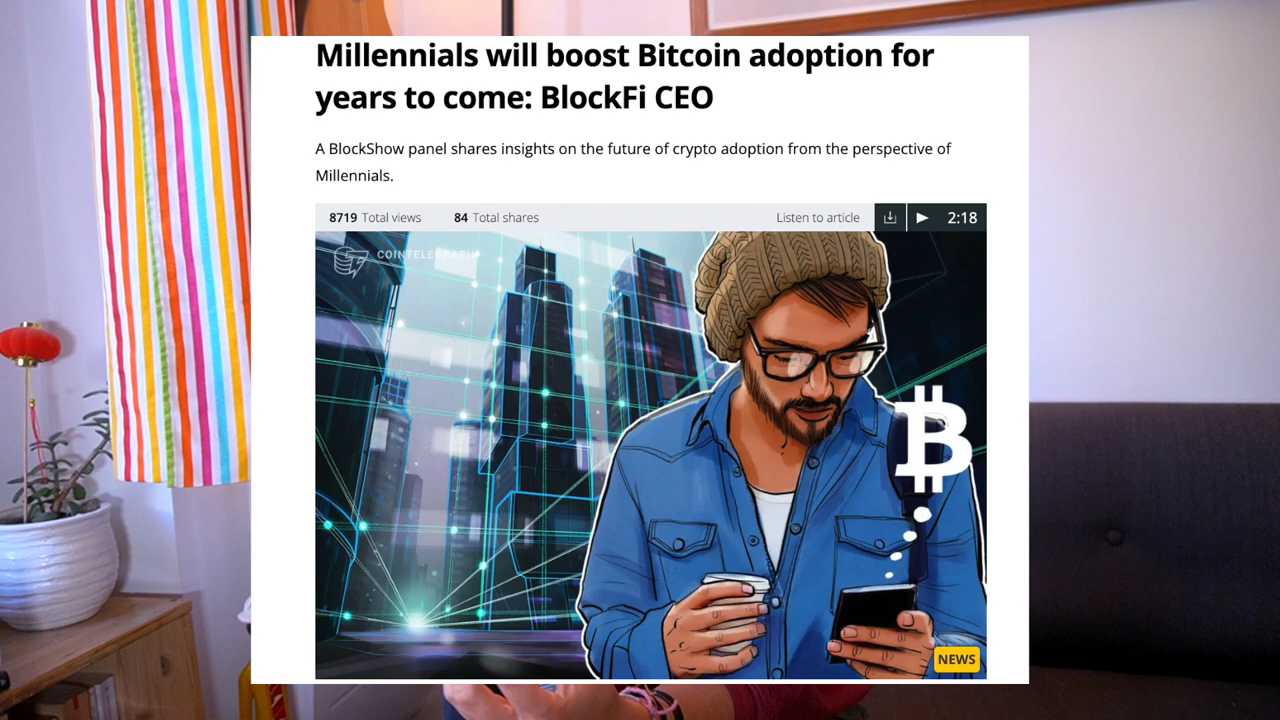 Millennials will boost Bitcoin adoption for
years to come: BlockFi CEO
A BlockShow panel shares insights on the future of crypto adoption from the perspective of
Millennials.
8719 Total views 84 Total shares Listen to article 2:18
COINTELEGRAPH
NEWS